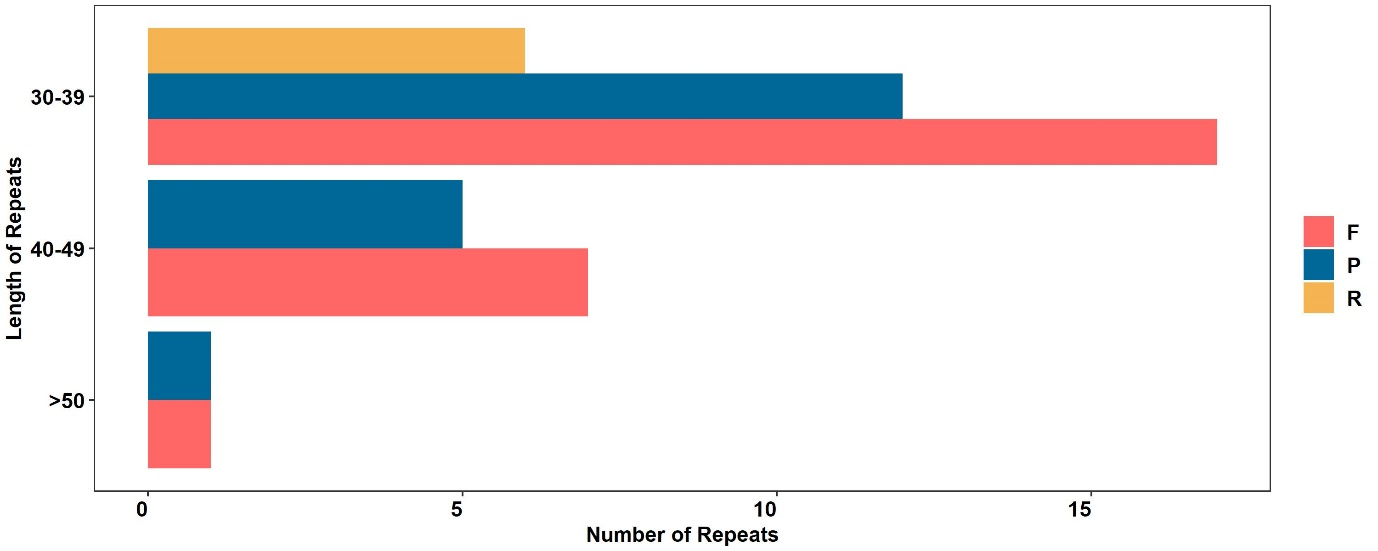 Length of Repeats
30-39
40-49
>50
0 5 10 15
Number of Repeats
F
P
R